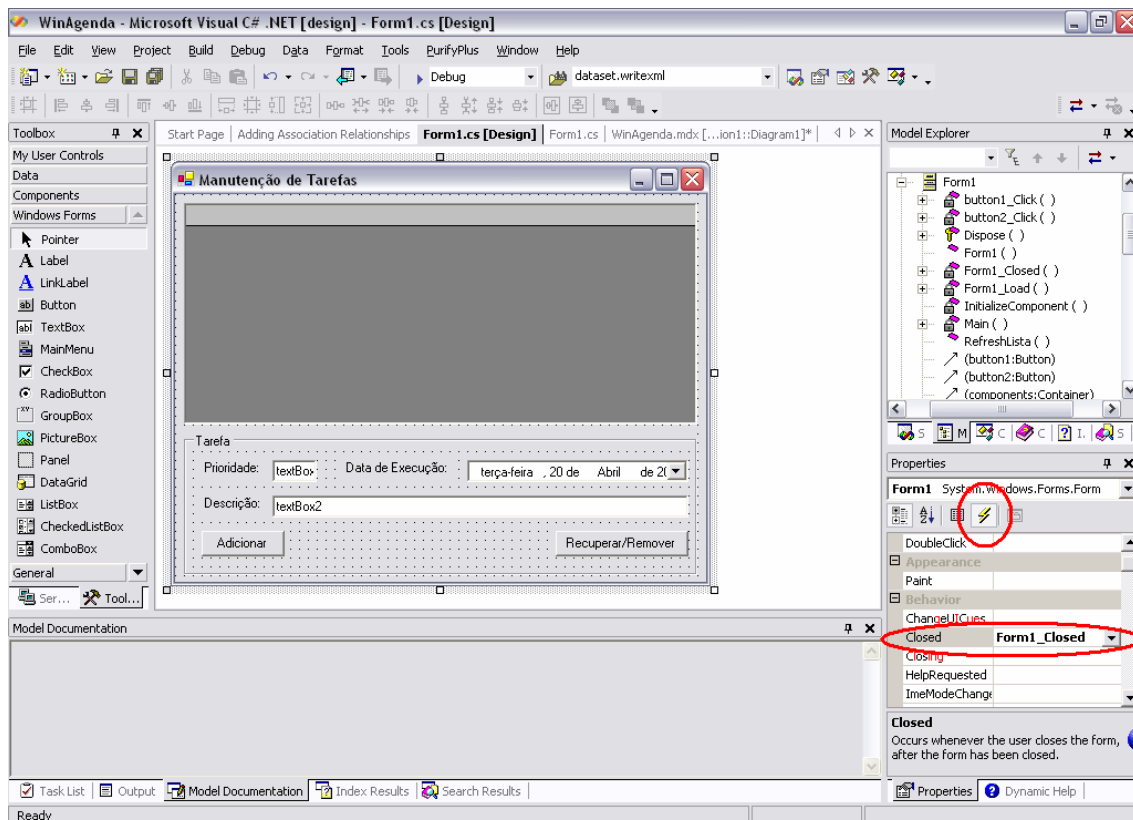 WinAgenda - Microsoft Visual C# .NET [design] - Form1.cs [Design]
File Edit View Project Build Debug Data Format Tools PurifyPlus Window Help
Debug dataset.writexml
Toolbox
My User Controls
Data
Components
Windows Forms
Pointer
Label
LinkLabel
Button
TextBox
MainMenu
CheckBox
RadioButton
GroupBox
PictureBox
Panel
DataGrid
ListBox
CheckedListBox
ComboBox
General
Ser... Tool...
Start Page Adding Association Relationships Form1.cs [Design] Form1.cs WinAgenda.mdx [...ion1::Diagram1]*
Manutenção de Tarefas
Tarefa
Prioridade: textBox Data de Execução: terça-feira , 20 de Abril de 20
Descrição: textBox2
Adicionar Recuperar/Remover
Model Explorer
Form1
button1_Click ( )
button2_Click ( )
Dispose ( )
Form1 ( )
Form1_Closed ( )
Form1_Load ( )
InitializeComponent ( )
Main ( )
RefreshLista ( )
(button1:Button)
(button2:Button)
(components:Container)
S M C C I. S
Properties
Form1 System.Windows.Forms.Form
DoubleClick
Appearance
Paint
Behavior
ChangeUICues
Closed Form1_Closed
Closing
HelpRequested
ImeModeChange
Closed
Occurs whenever the user closes the form,
after the form has been closed.
Properties Dynamic Help
Model Documentation
Task List Output Model Documentation Index Results Search Results
Ready